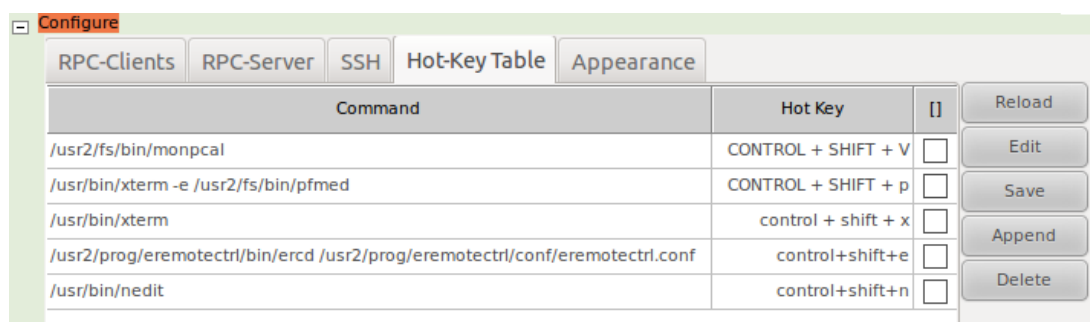 Configure
RPC-Clients RPC-Server SSH Hot-Key Table Appearance
Command Hot Key [] Reload
/usr2/fs/bin/monpcal CONTROL + SHIFT + V Edit
/usr/bin/xterm -e /usr2/fs/bin/pfmed CONTROL + SHIFT + p Save
/usr/bin/xterm control + shift + x Append
/usr2/prog/eremotectrl/bin/ercd /usr2/prog/eremotectrl/conf/eremotectrl.conf control+shift+e Delete
/usr/bin/nedit control+shift+n